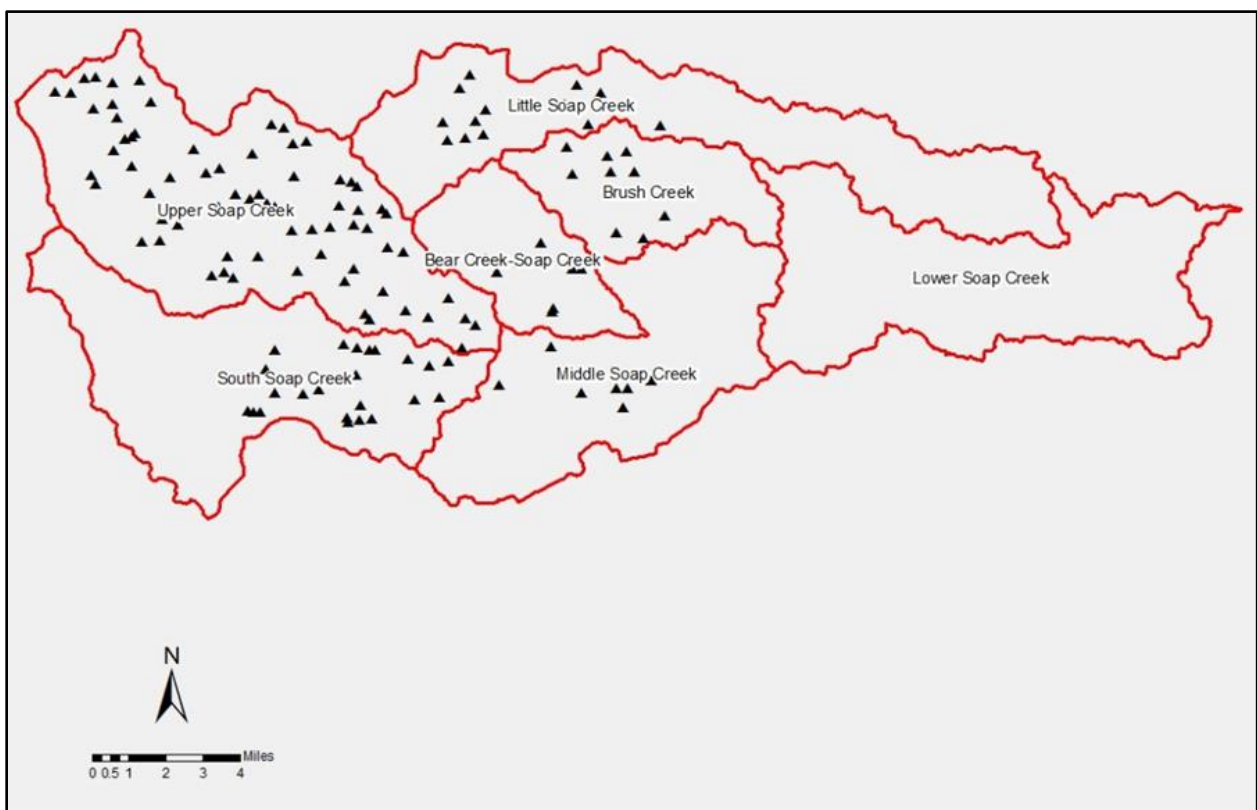 Little Soap Creek
Brush Creek
Upper Soap Creek
Bear Creek-Soap Creek
Lower Soap Creek
South Soap Creek
Middle Soap Creek
N
Miles
0 0.5 1 2 3 4